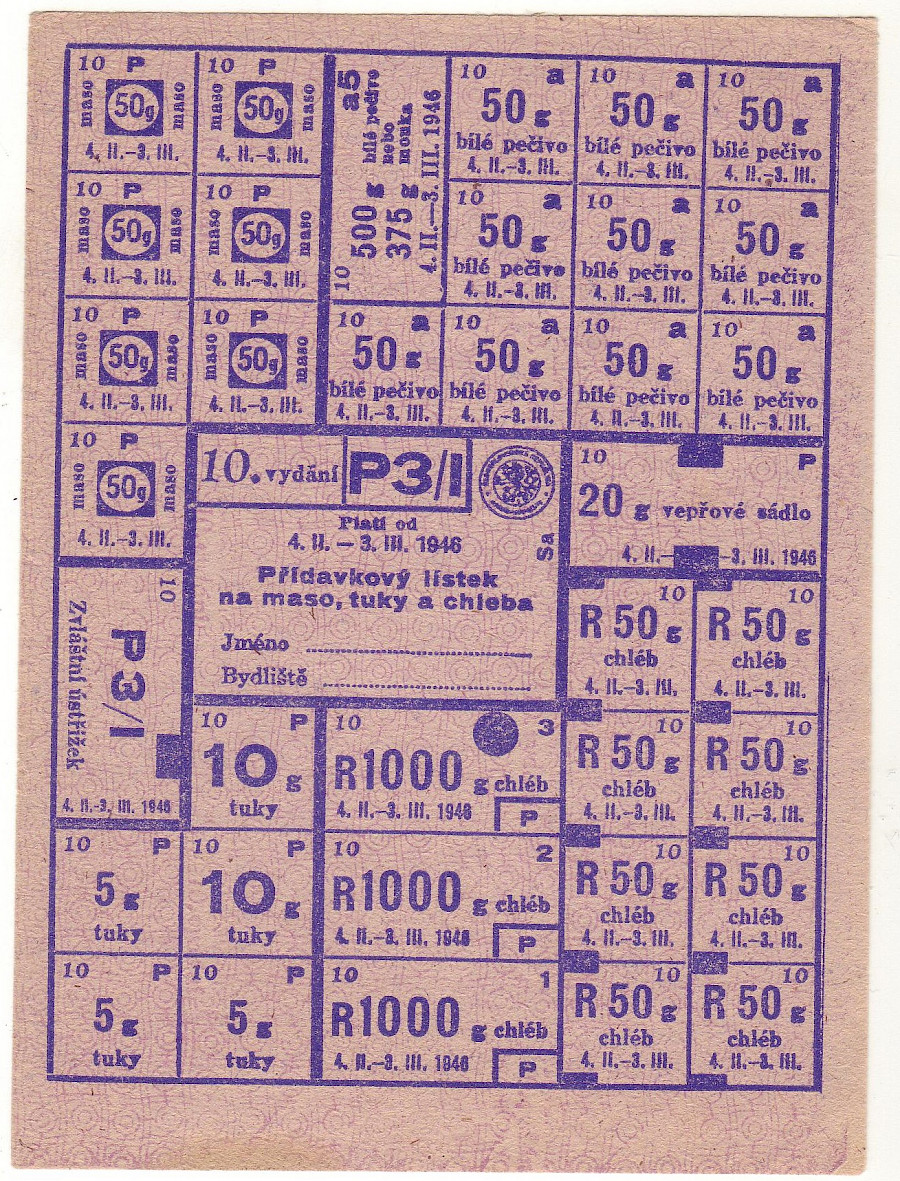 10 P
maso 50g maso
4. II.–3. III.
10 P
maso 50g maso
4. II.–3. III.
10 P
maso 50g maso
4. II.–3. III.
10 P
maso 50g maso
4. II.–3. III.
10 P
maso 50g maso
4. II.–3. III.
10 P
maso 50g maso
4. II.–3. III.
10 P
maso 50g maso
4. II.–3. III.
10 a5
500 g bílé pečivo
nebo
375 g mouka
4. II.–3. III. 1946
10 a
50 g
bílé pečivo
4. II.–3. III.
10 a
50 g
bílé pečivo
4. II.–3. III.
10 a
50 g
bílé pečivo
4. II.–3. III.
10 a
50 g
bílé pečivo
4. II.–3. III.
10 a
50 g
bílé pečivo
4. II.–3. III.
10 a
50 g
bílé pečivo
4. II.–3. III.
10 a
50 g
bílé pečivo
4. II.–3. III.
10 a
50 g
bílé pečivo
4. II.–3. III.
10 a
50 g
bílé pečivo
4. II.–3. III.
10 a
50 g
bílé pečivo
4. II.–3. III.
10. vydání P3/I
Platí od
4. II. – 3. III. 1946
Sa
Přídavkový lístek
na maso, tuky a chleba
Jméno
Bydliště
10 P
20 g vepřové sádlo
4. II.– –3. III. 1946
10
P3/I
Zvláštní ústřižek
4. II.–3. III. 1946
10 P
10 g
tuky
10 P
5 g
tuky
10 P
10 g
tuky
10 P
5 g
tuky
10 P
5 g
tuky
10 3
R1000 g chléb
4. II.–3. III. 1946 P
10 2
R1000 g chléb
4. II.–3. III. 1946 P
10 1
R1000 g chléb
4. II.–3. III. 1946 P
10
R 50 g
chléb
4. II.–3. III.
10
R 50 g
chléb
4. II.–3. III.
10
R 50 g
chléb
4. II.–3. III.
10
R 50 g
chléb
4. II.–3. III.
10
R 50 g
chléb
4. II.–3. III.
10
R 50 g
chléb
4. II.–3. III.
10
R 50 g
chléb
4. II.–3. III.
10
R 50 g
chléb
4. II.–3. III.